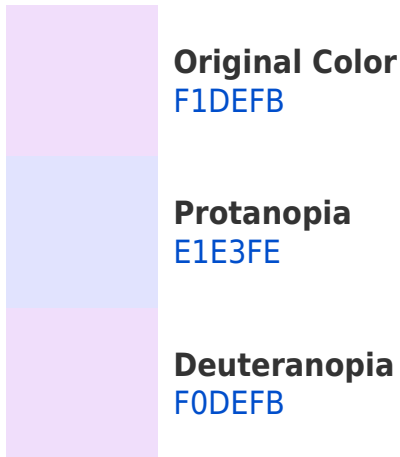 Original Color
F1DEFB
Protanopia
E1E3FE
Deuteranopia
F0DEFB